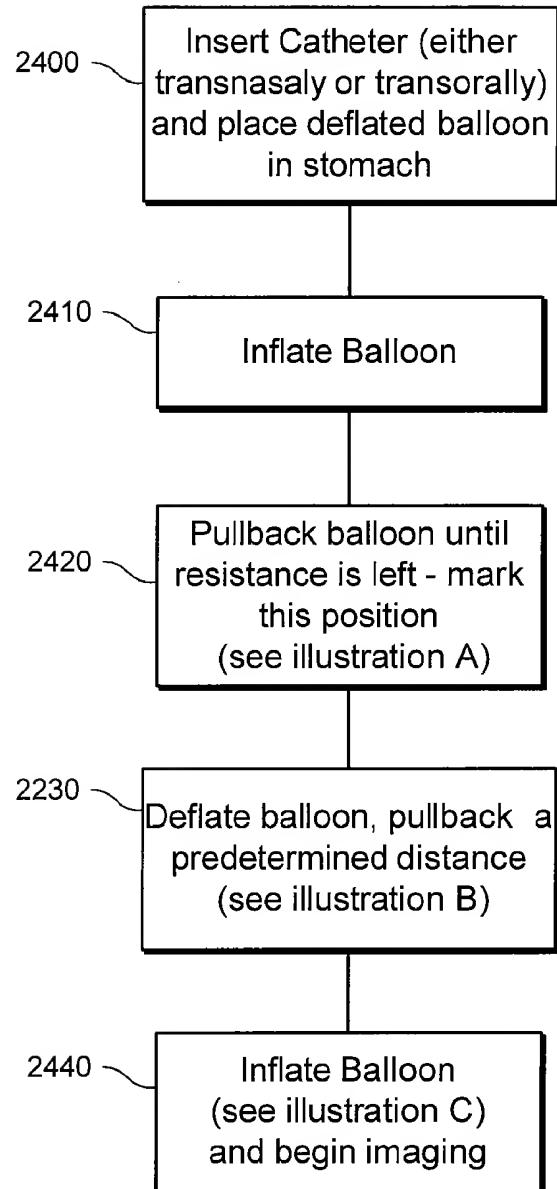 2400
Insert Catheter (either
transnasaly or transorally)
and place deflated balloon
in stomach
2410
Inflate Balloon
2420
Pullback balloon until
resistance is left - mark
this position
(see illustration A)
2230
Deflate balloon, pullback a
predetermined distance
(see illustration B)
2440
Inflate Balloon
(see illustration C)
and begin imaging